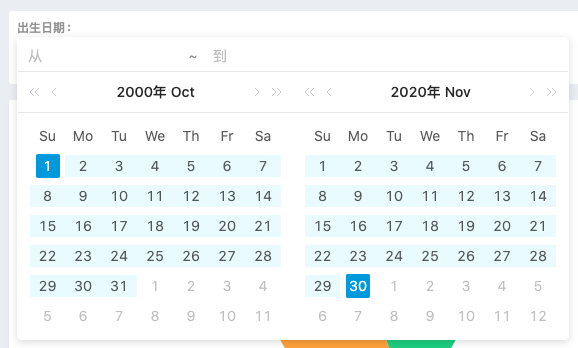 出生日期：
从 ~ 到
2000年 Oct 2020年 Nov
Su Mo Tu We Th Fr Sa Su Mo Tu We Th Fr Sa
1 2 3 4 5 6 7 1 2 3 4 5 6 7
8 9 10 11 12 13 14 8 9 10 11 12 13 14
15 16 17 18 19 20 21 15 16 17 18 19 20 21
22 23 24 25 26 27 28 22 23 24 25 26 27 28
29 30 31 1 2 3 4 29 30 1 2 3 4 5
5 6 7 8 9 10 11 6 7 8 9 10 11 12